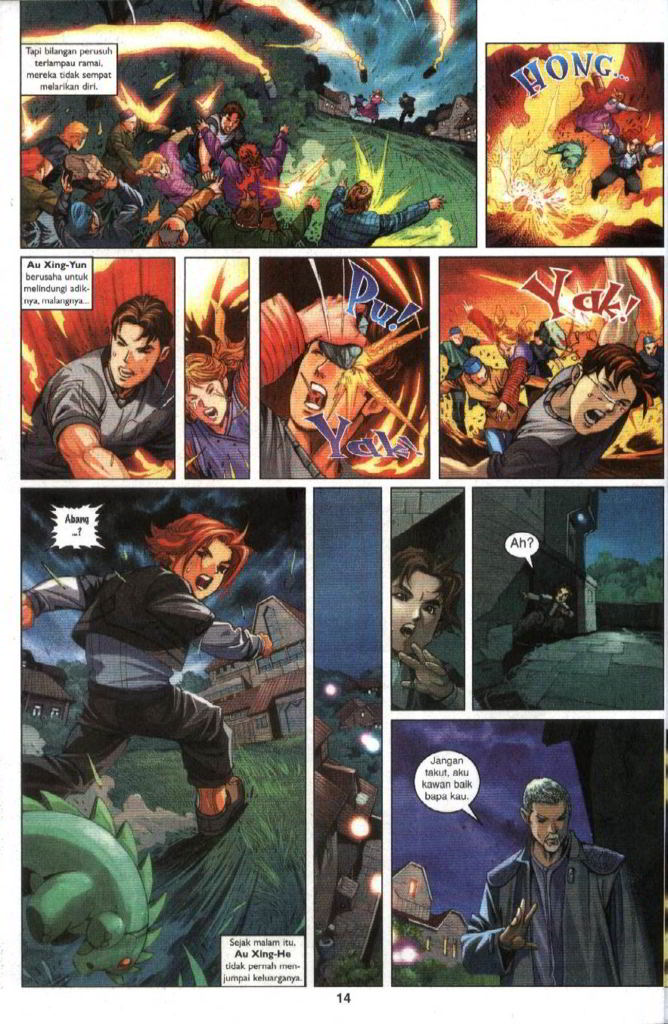 Tapi bilangan perusuh
terlampau ramai,
mereka tidak sempat
melarikan diri.
HONG...
Au Xing-Yun
berusaha untuk
melindungi adik-
nya, malangnya...
Pu!
Yak!
Yak!
Abang
...?
Ah?
Jangan
takut, aku
kawan baik
bapa kau.
Sejak malam itu,
Au Xing-He
tidak pernah men-
jumpai keluarganya.
14